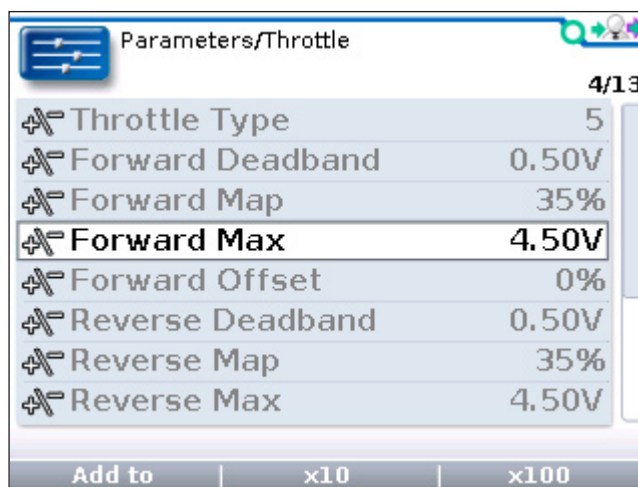 Parameters/Throttle
4/13
Throttle Type 5
Forward Deadband 0.50V
Forward Map 35%
Forward Max 4.50V
Forward Offset 0%
Reverse Deadband 0.50V
Reverse Map 35%
Reverse Max 4.50V
Add to | x10 | x100